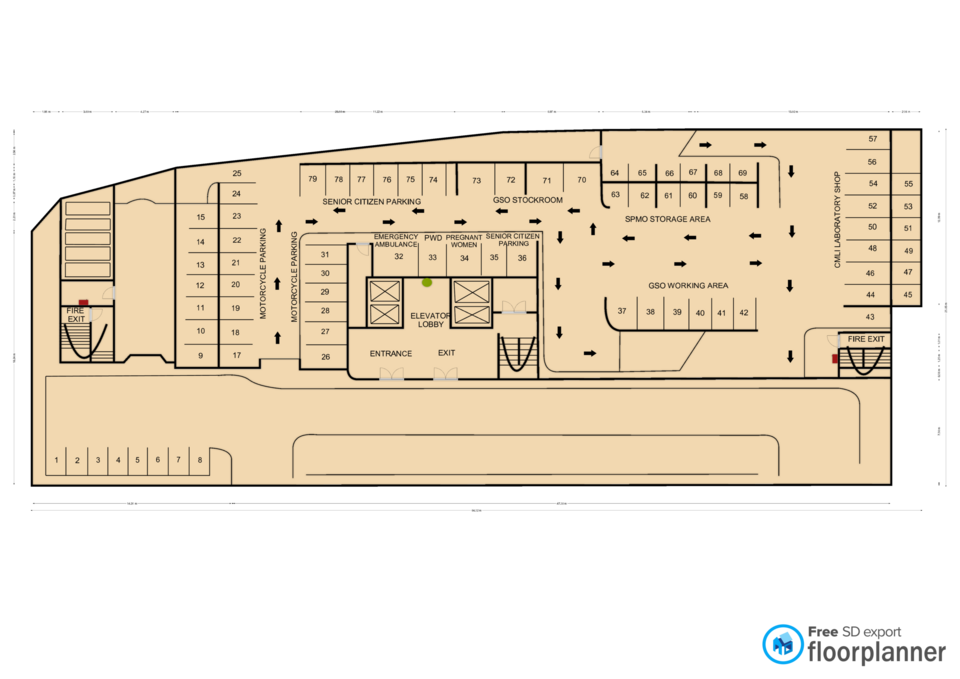 57
56
25
64 65 66 67 68 69
79 78 77 76 75 74 73 72 71 70
54 55
24
63 62 61 60 59 58
SENIOR CITIZEN PARKING
GSO STOCKROOM
52 53
15 23
SPMO STORAGE AREA
CMLI LABORATORY SHOP
50 51
14 22
MOTORCYCLE PARKING
MOTORCYCLE PARKING
EMERGENCY
AMBULANCE
PWD
PREGNANT
WOMEN
SENIOR CITIZEN
PARKING
48 49
31 32 33 34 35 36
13 21
30
46 47
12 20
29
GSO WORKING AREA
44 45
11 19
28
37 38 39 40 41 42
43
FIRE
EXIT
ELEVATOR
LOBBY
10 18
27
FIRE EXIT
9 17
26
ENTRANCE
EXIT
1 2 3 4 5 6 7 8
Free SD export
floorplanner